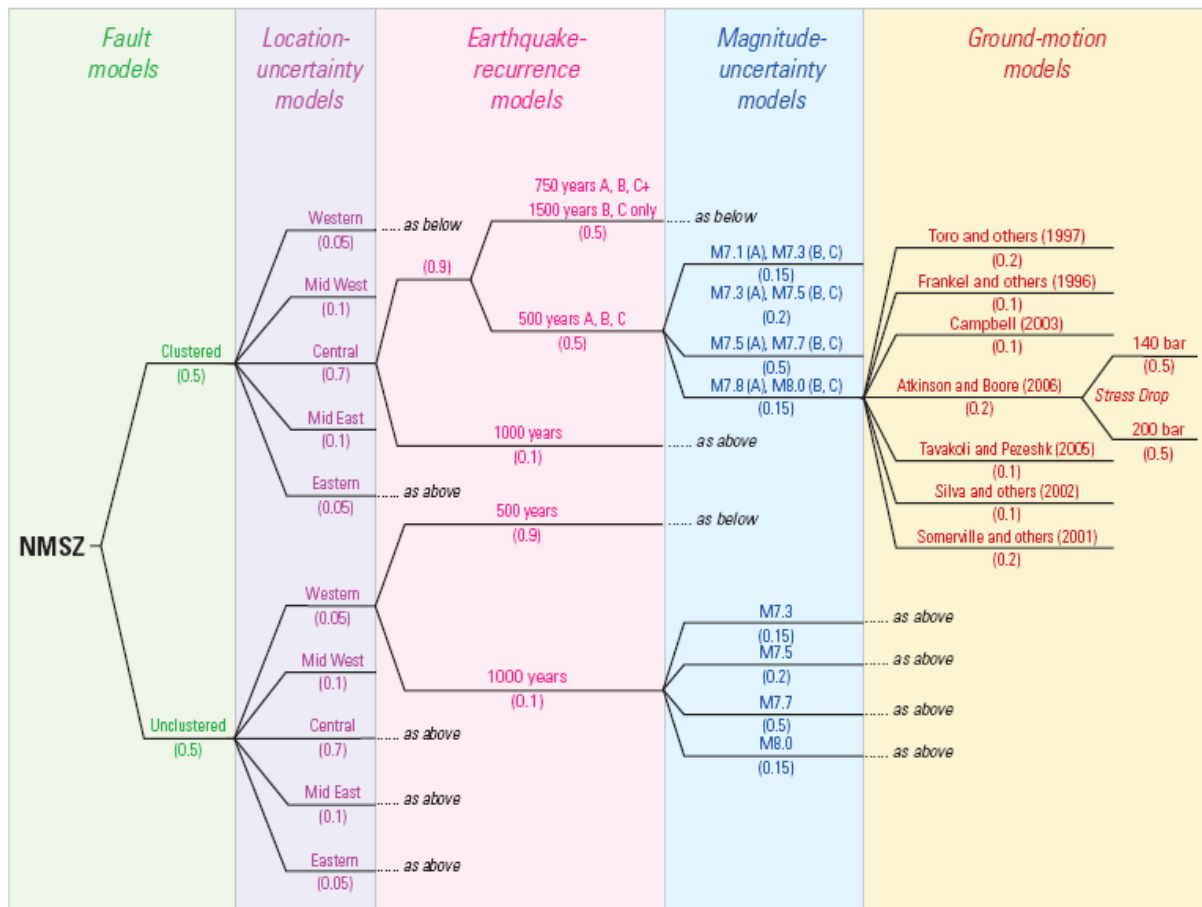 Fault
models
Location-
uncertainty
models
Earthquake-
recurrence
models
Magnitude-
uncertainty
models
Ground-motion
models
NMSZ
Clustered
(0.5)
Unclustered
(0.5)
Western
(0.05)
..... as below
Mid West
(0.1)
Central
(0.7)
Mid East
(0.1)
Eastern
(0.05)
..... as above
Western
(0.05)
Mid West
(0.1)
Central
(0.7)
..... as above
Mid East
(0.1)
..... as above
Eastern
(0.05)
..... as above
(0.9)
750 years A, B, C+
1500 years B, C only
(0.5)
...... as below
500 years A, B, C
(0.5)
1000 years
(0.1)
...... as above
500 years
(0.9)
...... as below
1000 years
(0.1)
M7.1 (A), M7.3 (B, C)
(0.15)
M7.3 (A), M7.5 (B, C)
(0.2)
M7.5 (A), M7.7 (B, C)
(0.5)
M7.8 (A), M8.0 (B, C)
(0.15)
M7.3
(0.15)
...... as above
M7.5
(0.2)
...... as above
M7.7
(0.5)
...... as above
M8.0
(0.15)
...... as above
Toro and others (1997)
(0.2)
Frankel and others (1996)
(0.1)
Campbell (2003)
(0.1)
Atkinson and Boore (2006)
(0.2)
140 bar
(0.5)
Stress Drop
200 bar
(0.5)
Tavakoli and Pezeshk (2005)
(0.1)
Silva and others (2002)
(0.1)
Somerville and others (2001)
(0.2)